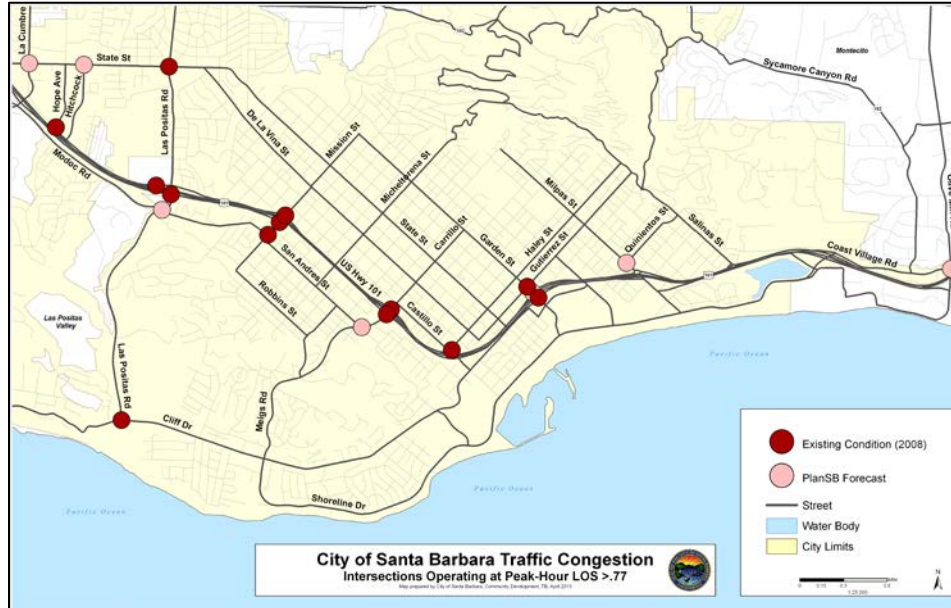 La Cumbre
State St
Hope Ave
Hitchcock
Las Positas Rd
Modoc Rd
De La Vina St
Mission St
Micheltorena St
State St
Carrillo St
Garden St
Haley St
Gutierrez St
Milpas St
Quinientos St
Salinas St
Sycamore Canyon Rd
Montecito
Coast Village Rd
101
San Andres St
US Hwy 101
Castillo St
Robbins St
Las Positas
Valley
Las Positas Rd
Meigs Rd
Cliff Dr
Shoreline Dr
Pacific Ocean
Pacific Ocean
Pacific Ocean
Existing Condition (2008)
PlanSB Forecast
Street
Water Body
City Limits
City of Santa Barbara Traffic Congestion
Intersections Operating at Peak-Hour LOS >.77
N